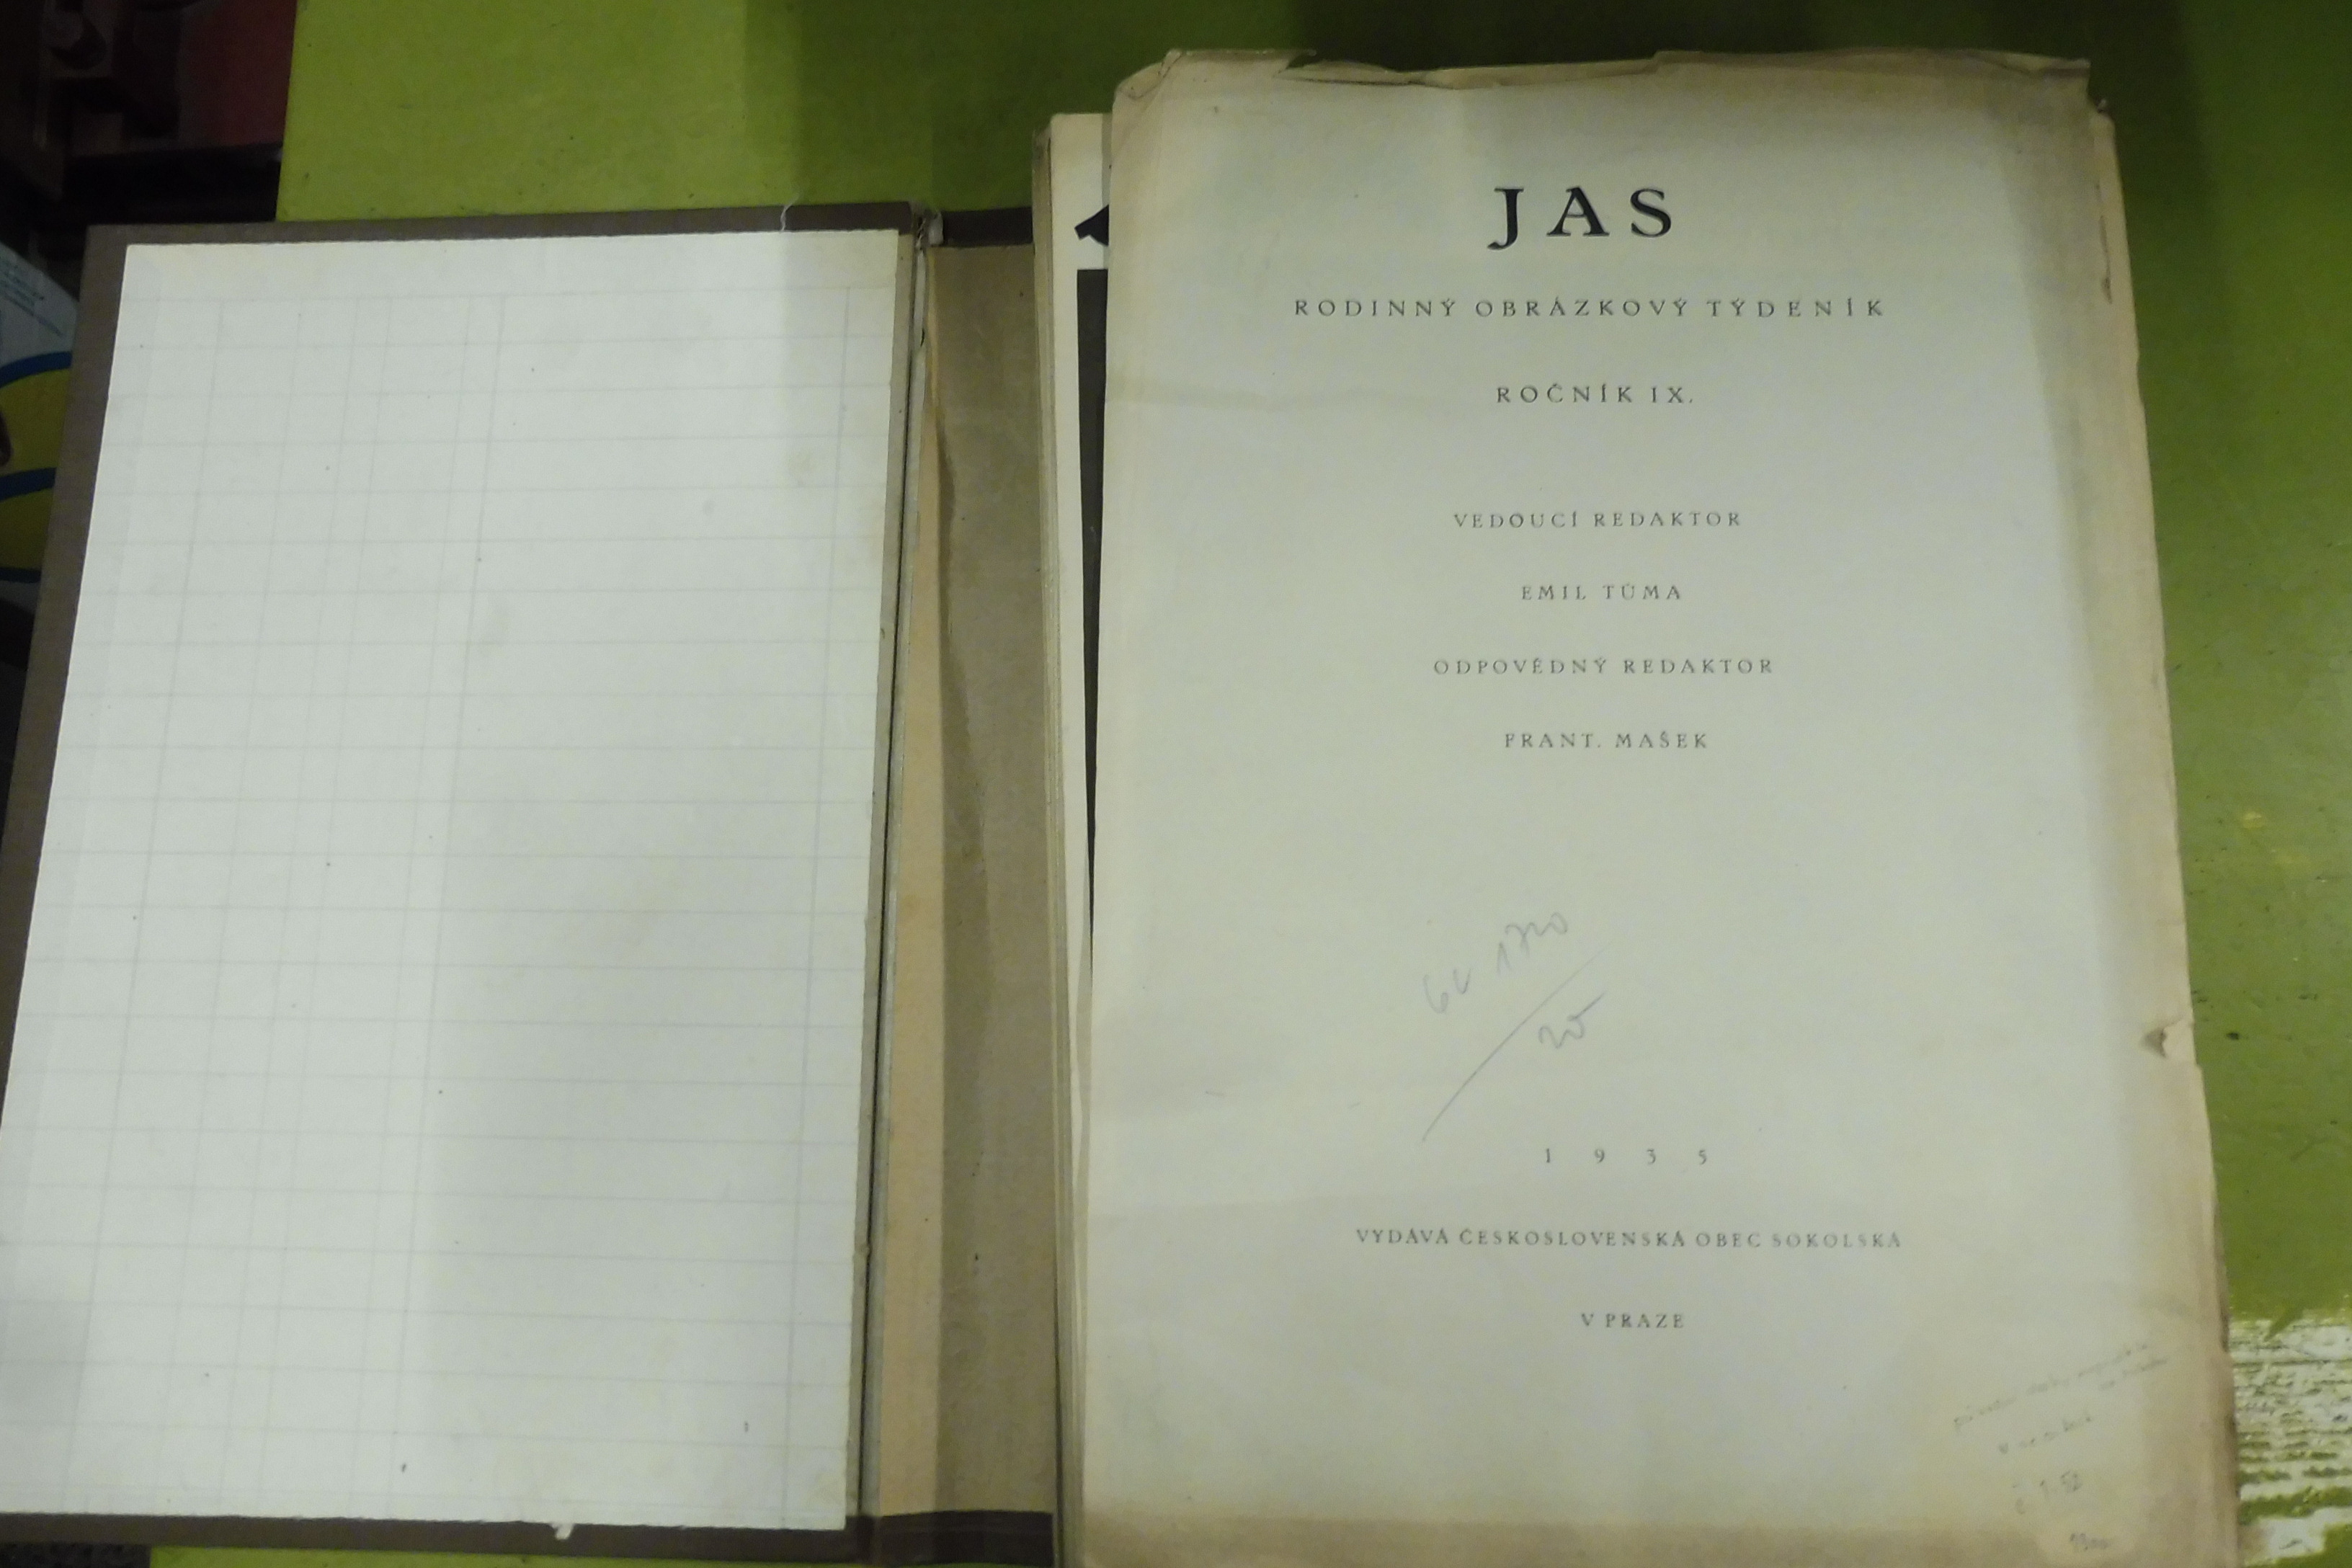 JAS
RODINNÝ OBRÁZKOVÝ TÝDENÍK
ROČNÍK IX.
VEDOUCÍ REDAKTOR
EMIL TŮMA
ODPOVĚDNÝ REDAKTOR
FRANT. MAŠEK
1935
VYDÁVÁ ČESKOSLOVENSKÁ OBEC SOKOLSKÁ
V PRAZE